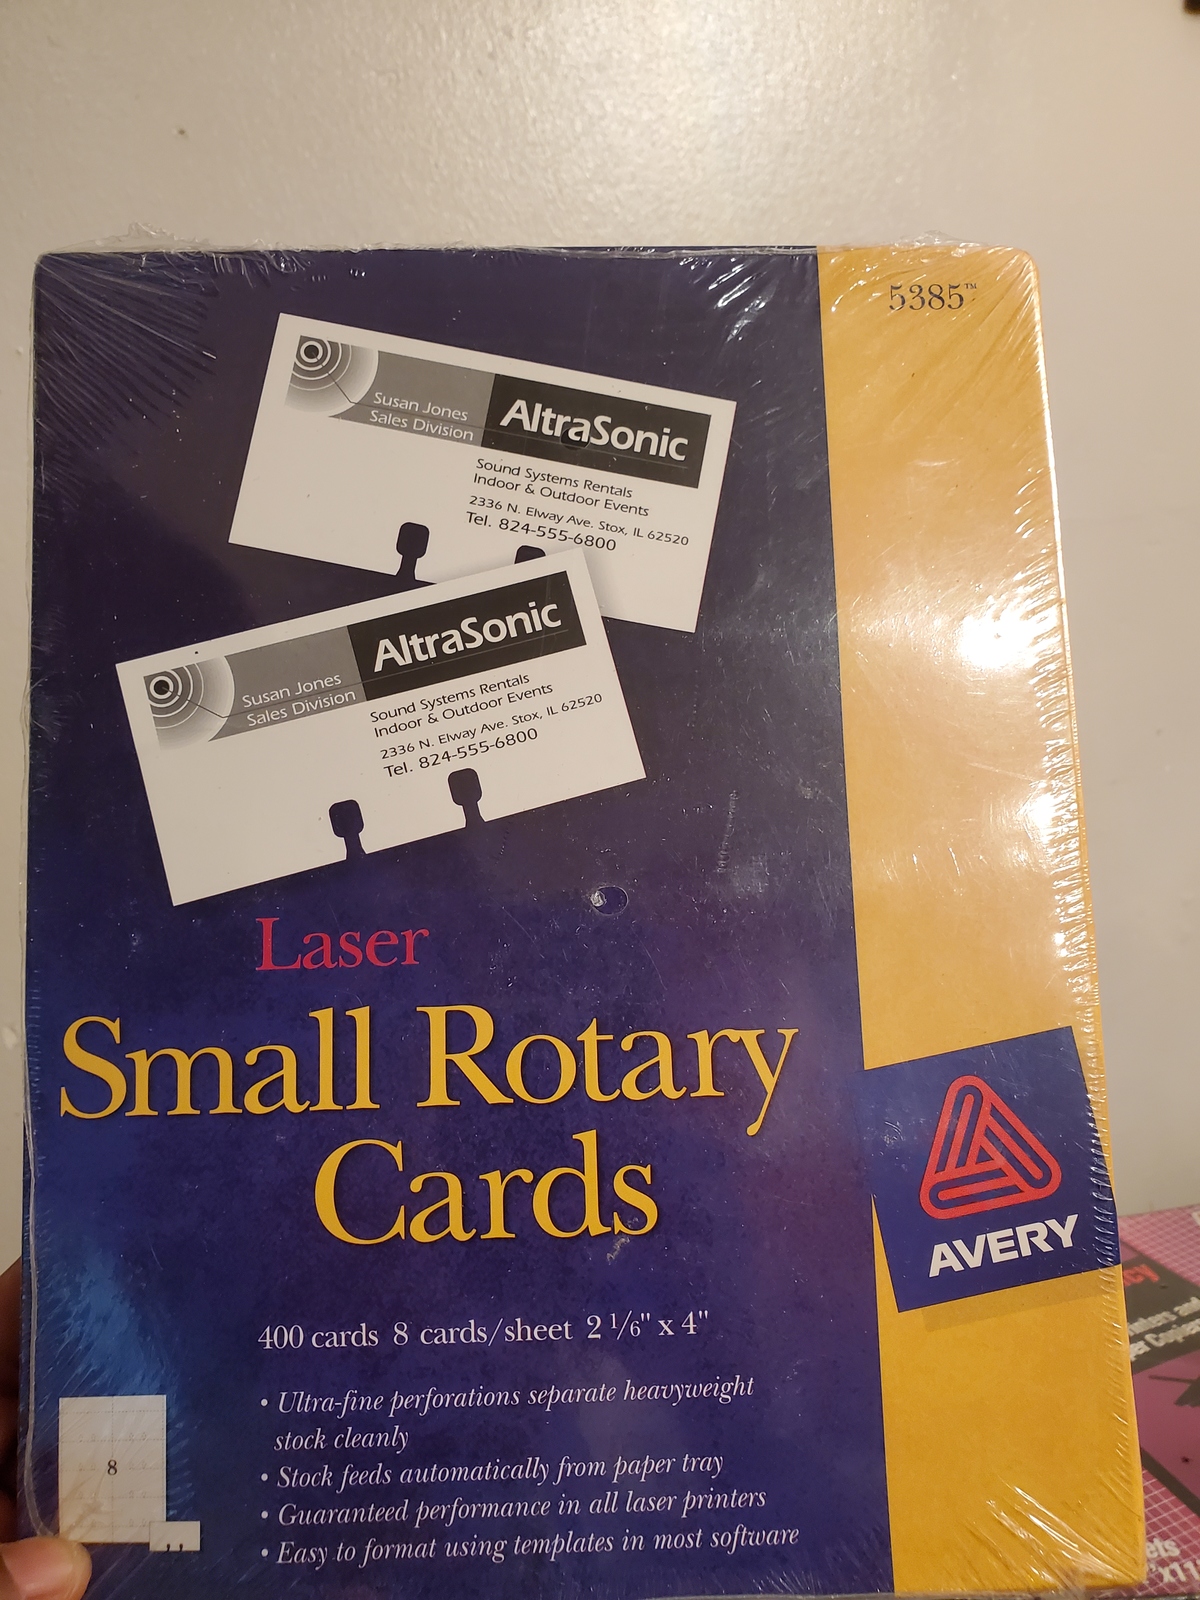 5385™
Susan Jones
Sales Division
AltraSonic
Sound Systems Rentals
Indoor & Outdoor Events
2336 N. Elway Ave. Stox, IL 62520
Tel. 824-555-6800
Susan Jones
Sales Division
AltraSonic
Sound Systems Rentals
Indoor & Outdoor Events
2336 N. Elway Ave. Stox, IL 62520
Tel. 824-555-6800
Laser
Small Rotary
Cards
AVERY
400 cards 8 cards/sheet 2 1/6" x 4"
• Ultra-fine perforations separate heavyweight
stock cleanly
• Stock feeds automatically from paper tray
• Guaranteed performance in all laser printers
• Easy to format using templates in most software
8